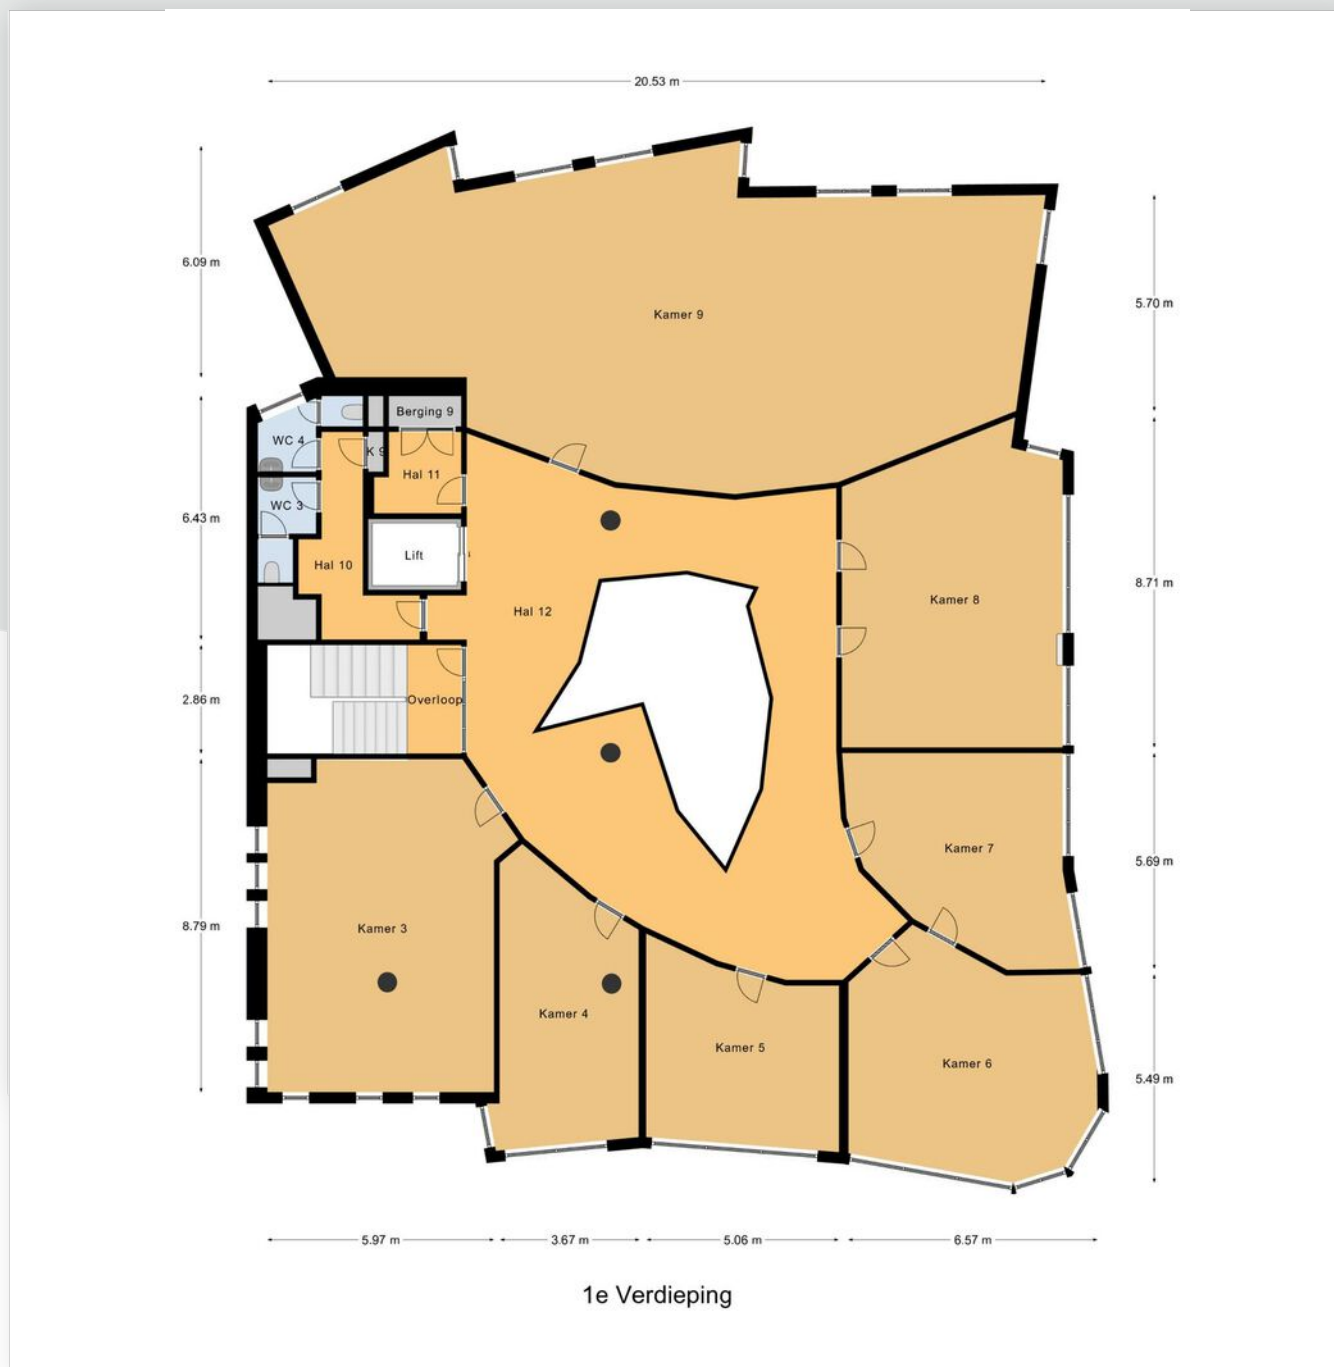 20.53 m
6.09 m
5.70 m
Kamer 9
Berging 9
WC 4
K 9
Hal 11
WC 3
6.43 m
Lift
Hal 10
8.71 m
Kamer 8
Hal 12
2.86 m
Overloop
Kamer 7
5.69 m
8.79 m
Kamer 3
Kamer 4
Kamer 5
Kamer 6
5.49 m
5.97 m
3.67 m
5.06 m
6.57 m
1e Verdieping